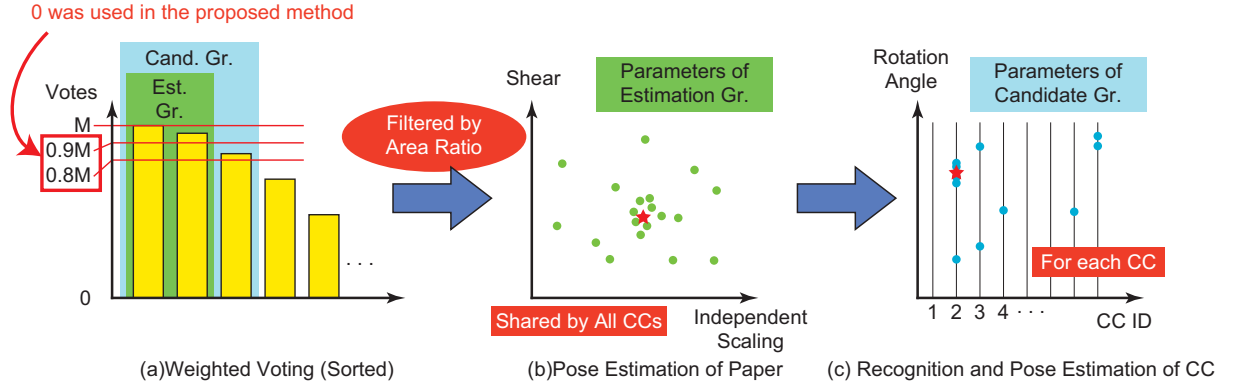 0 was used in the proposed method
Cand. Gr.
Est.
Gr.
Votes
M
0.9M
0.8M
0
. . .
(a)Weighted Voting (Sorted)
Filtered by
Area Ratio
Shear
Parameters of
Estimation Gr.
Shared by All CCs
Independent
Scaling
(b)Pose Estimation of Paper
Rotation
Angle
Parameters of
Candidate Gr.
For each CC
1 2 3 4 . . .
CC ID
(c) Recognition and Pose Estimation of CC